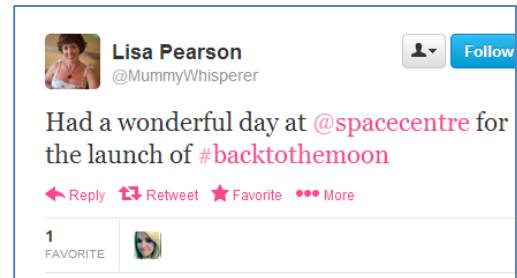 Lisa Pearson
@MummyWhisperer
Follow
Had a wonderful day at @spacecentre for
the launch of #backtothemoon
Reply Retweet Favorite More
1
FAVORITE